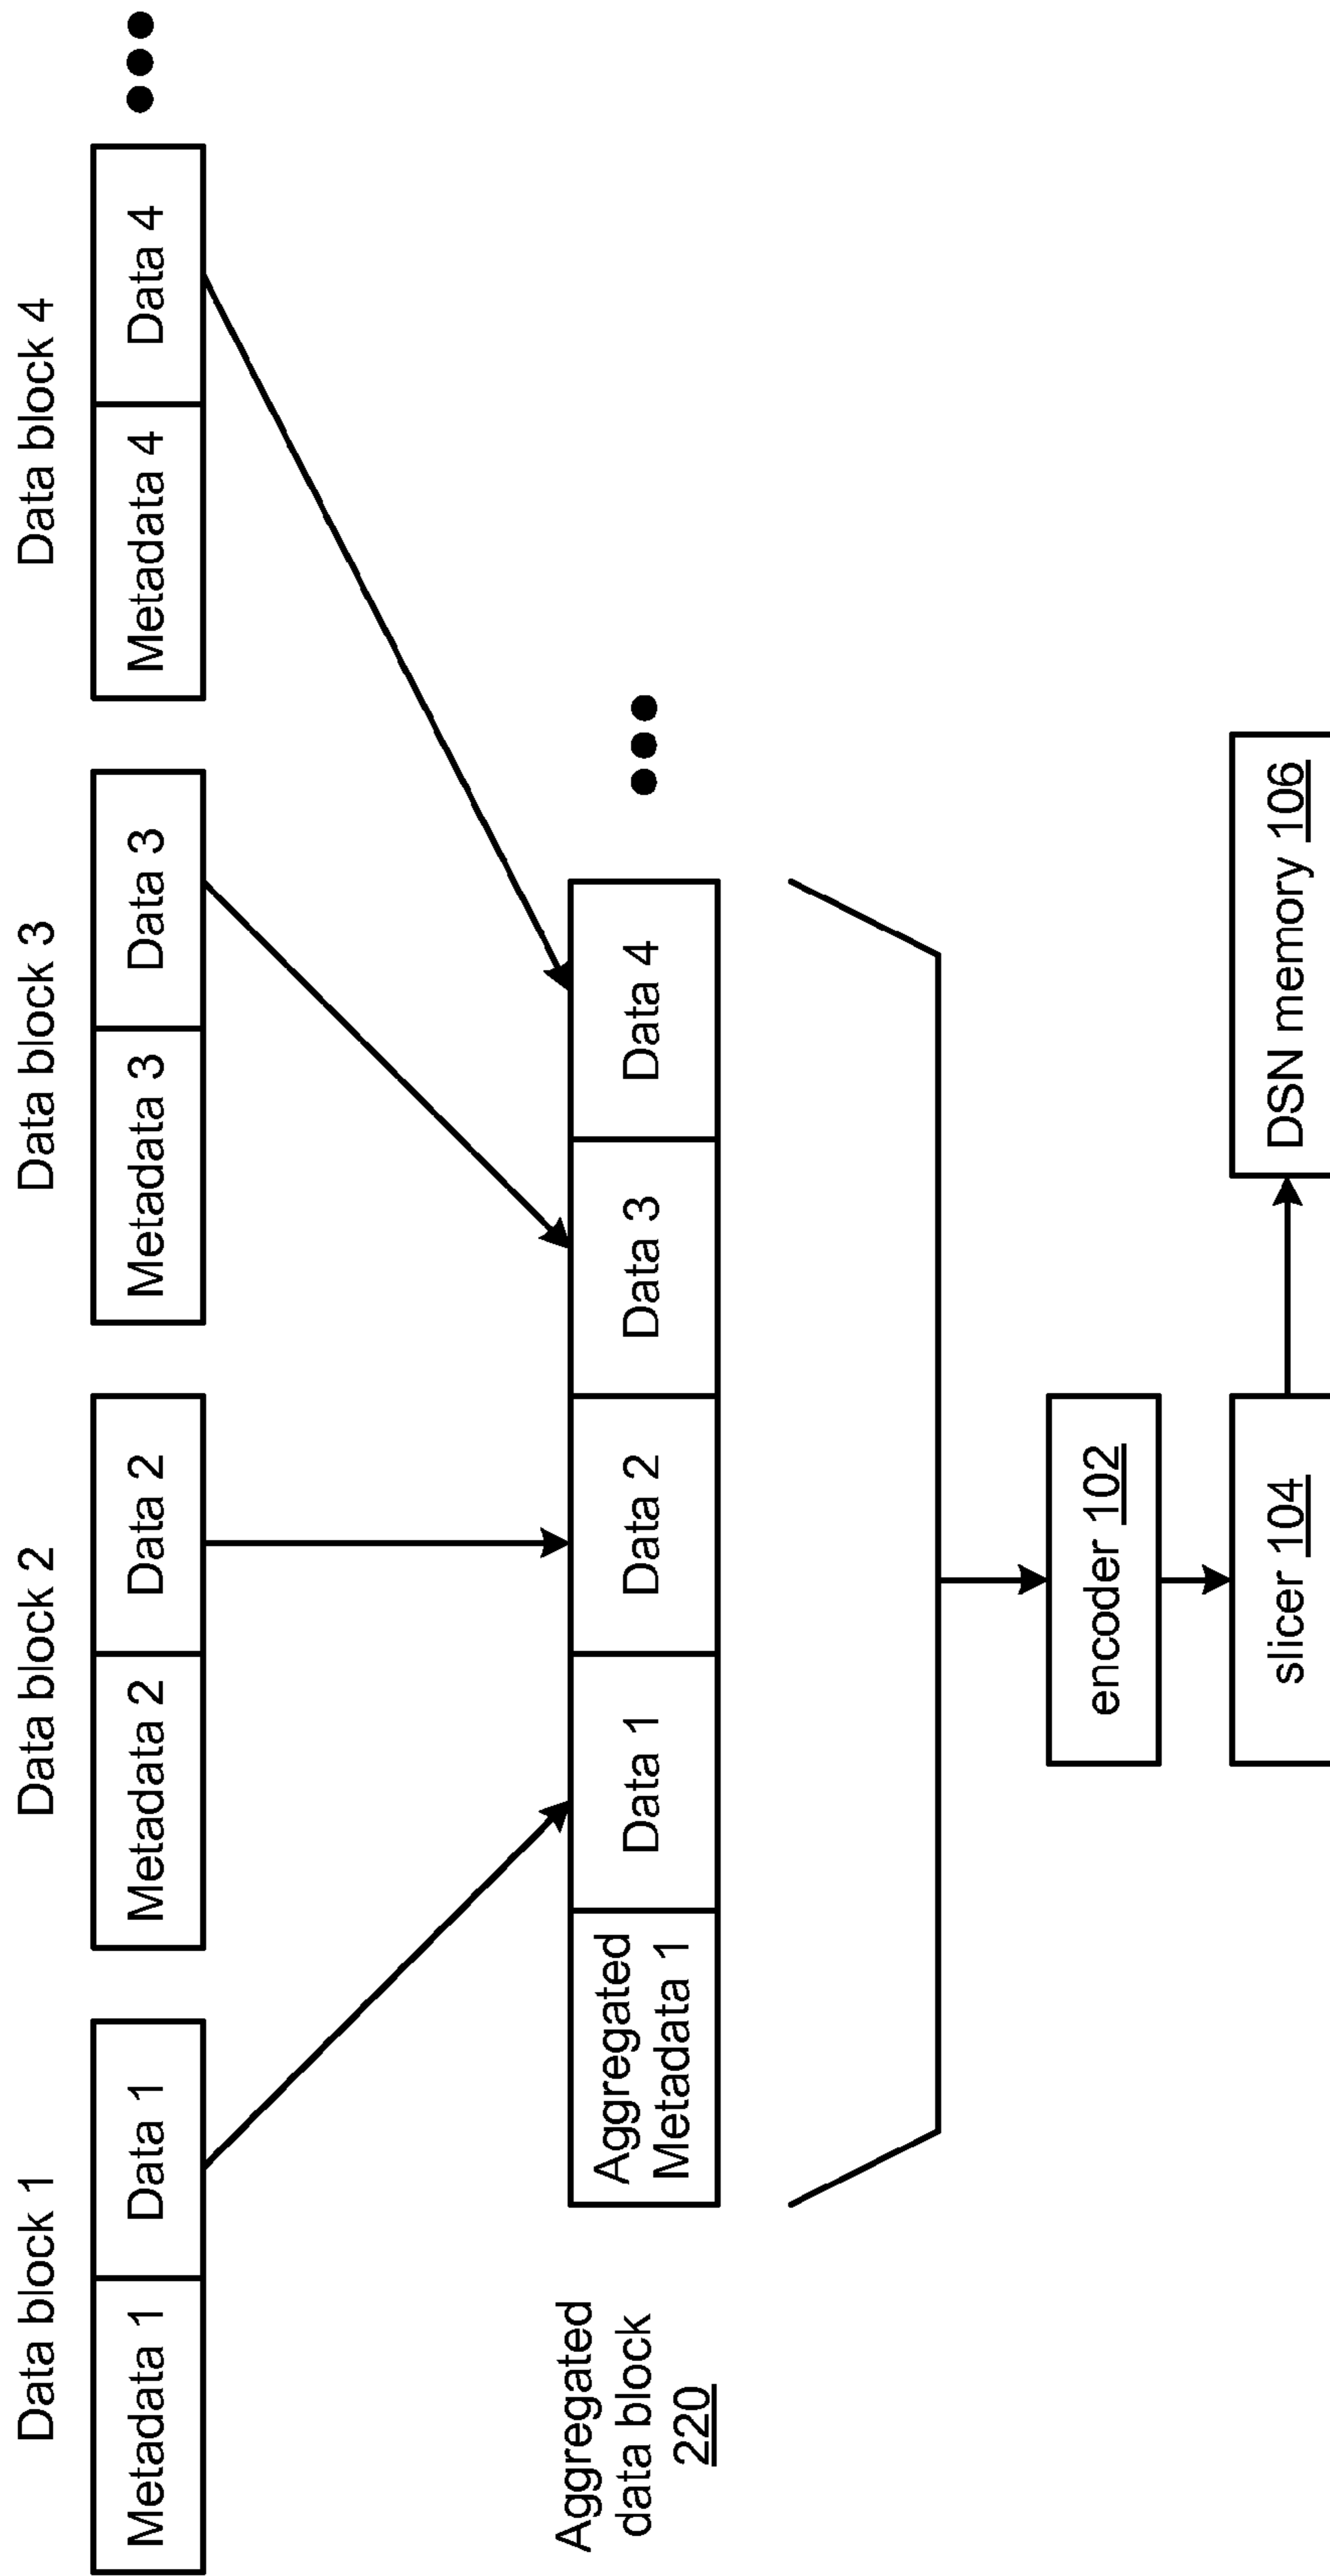 Data block 1
Data block 2
Data block 3
Data block 4
Metadata 1
Data 1
Metadata 2
Data 2
Metadata 3
Data 3
Metadata 4
Data 4
Aggregated
data block
220
Aggregated
Metadata 1
Data 1
Data 2
Data 3
Data 4
encoder 102
slicer 104
DSN memory 106